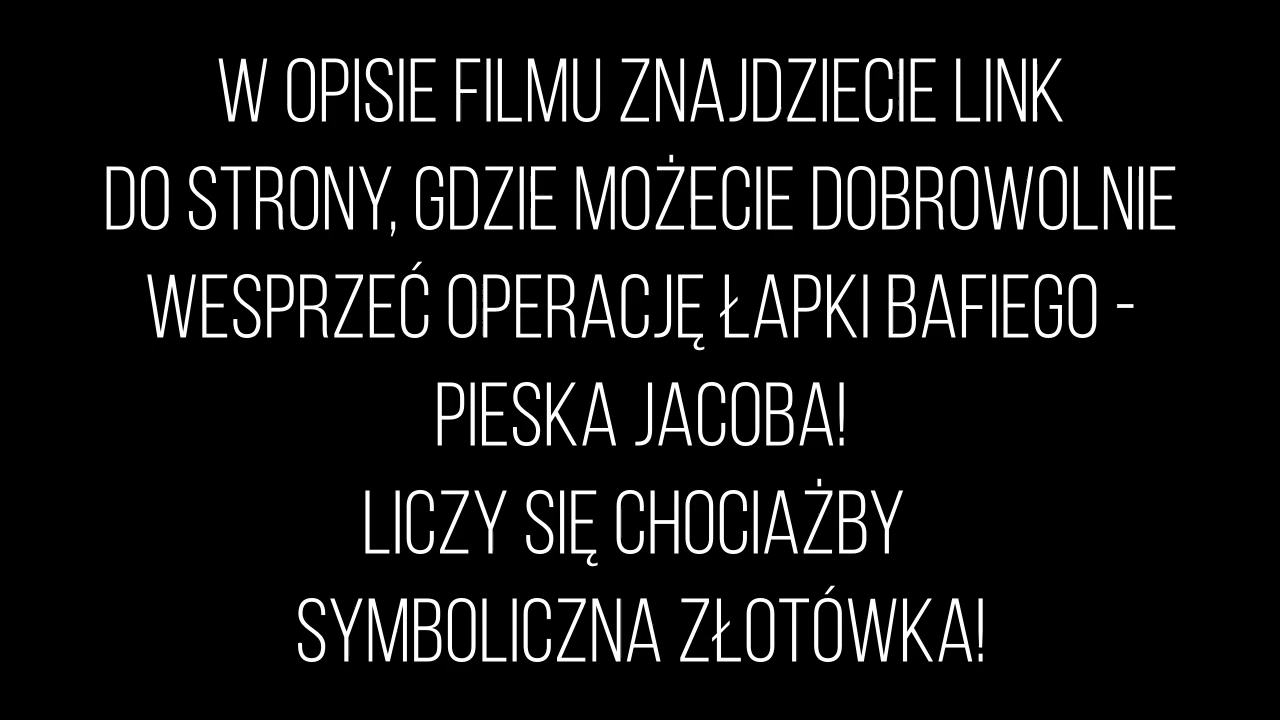 W OPISIE FILMU ZNAJDZIECIE LINK
DO STRONY, GDZIE MOŻECIE DOBROWOLNIE
WESPRZEĆ OPERACJĘ ŁAPKI BAFIEGO -
PIESKA JACOBA!
LICZY SIĘ CHOCIAŻBY
SYMBOLICZNA ZŁOTÓWKA!